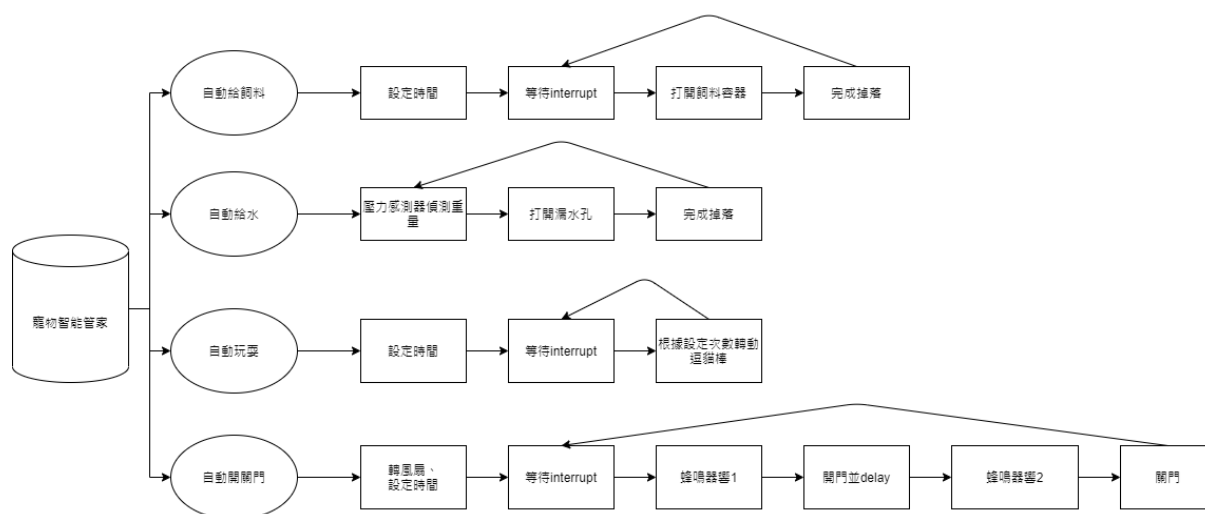 自動給飼料
設定時間
等待interrupt
打開飼料容器
完成掉落
自動給水
壓力感測器偵測重
量
打開漏水孔
完成掉落
寵物智能管家
自動玩耍
設定時間
等待interrupt
根據設定次數轉動
逗貓棒
自動開關門
轉風扇、
設定時間
等待interrupt
蜂鳴器響1
開門並delay
蜂鳴器響2
關門